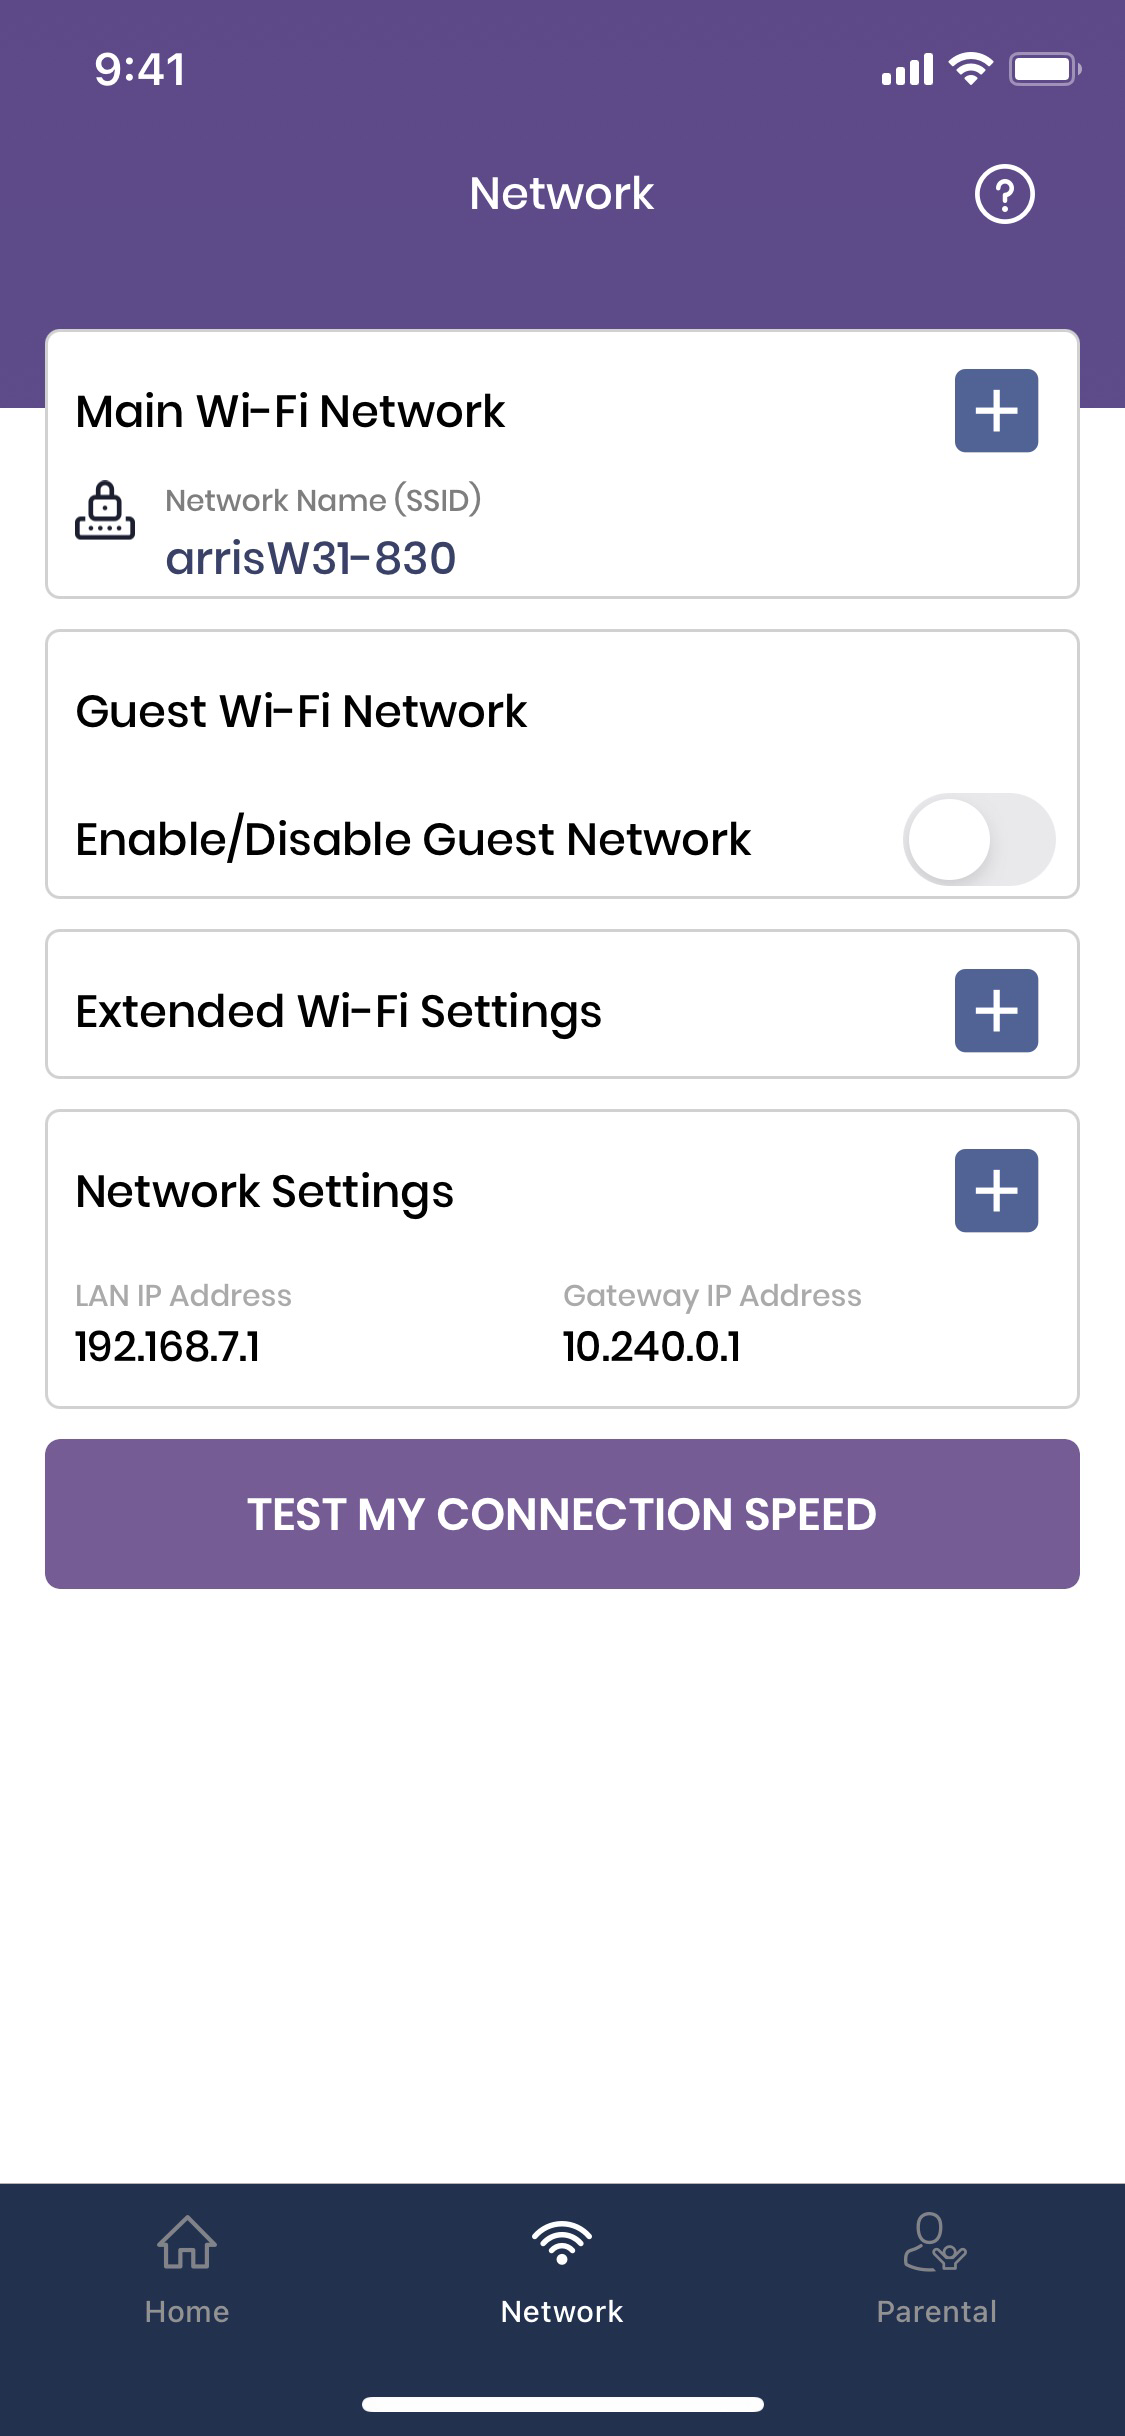 9:41
Network
Main Wi-Fi Network
Network Name (SSID)
arrisW31-830
Guest Wi-Fi Network
Enable/Disable Guest Network
Extended Wi-Fi Settings
Network Settings
LAN IP Address Gateway IP Address
192.168.7.1 10.240.0.1
TEST MY CONNECTION SPEED
Home Network Parental